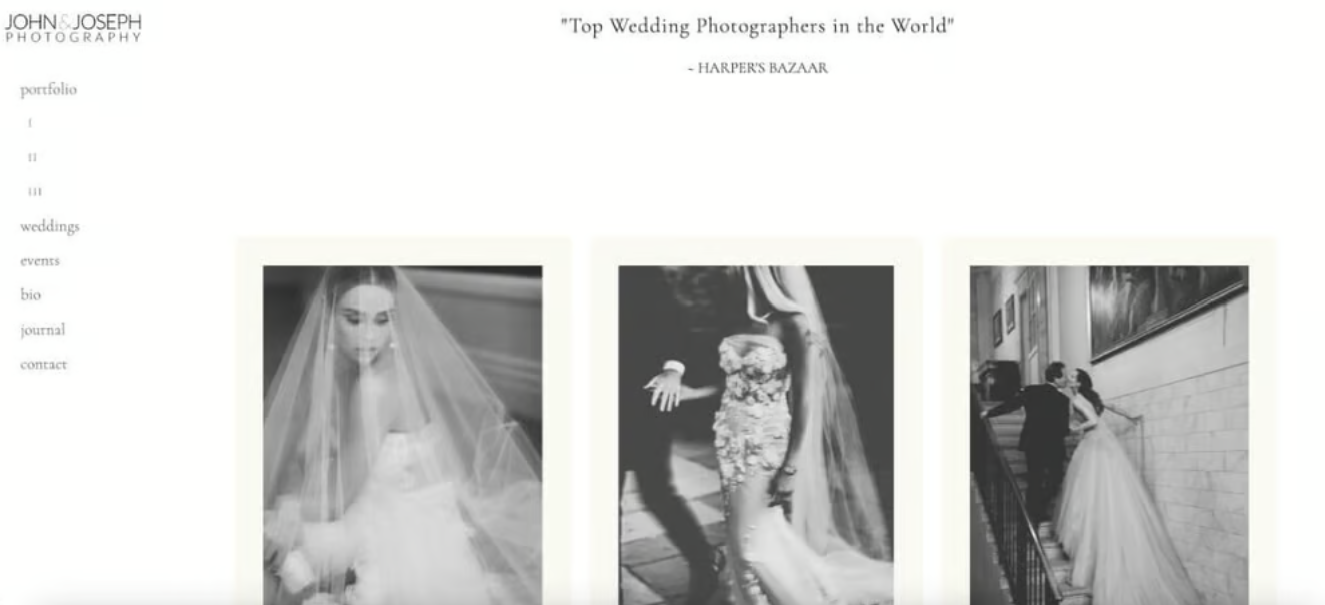 JOHN&JOSEPH
PHOTOGRAPHY
portfolio
I
II
III
weddings
events
bio
journal
contact
"Top Wedding Photographers in the World"
~ HARPER'S BAZAAR